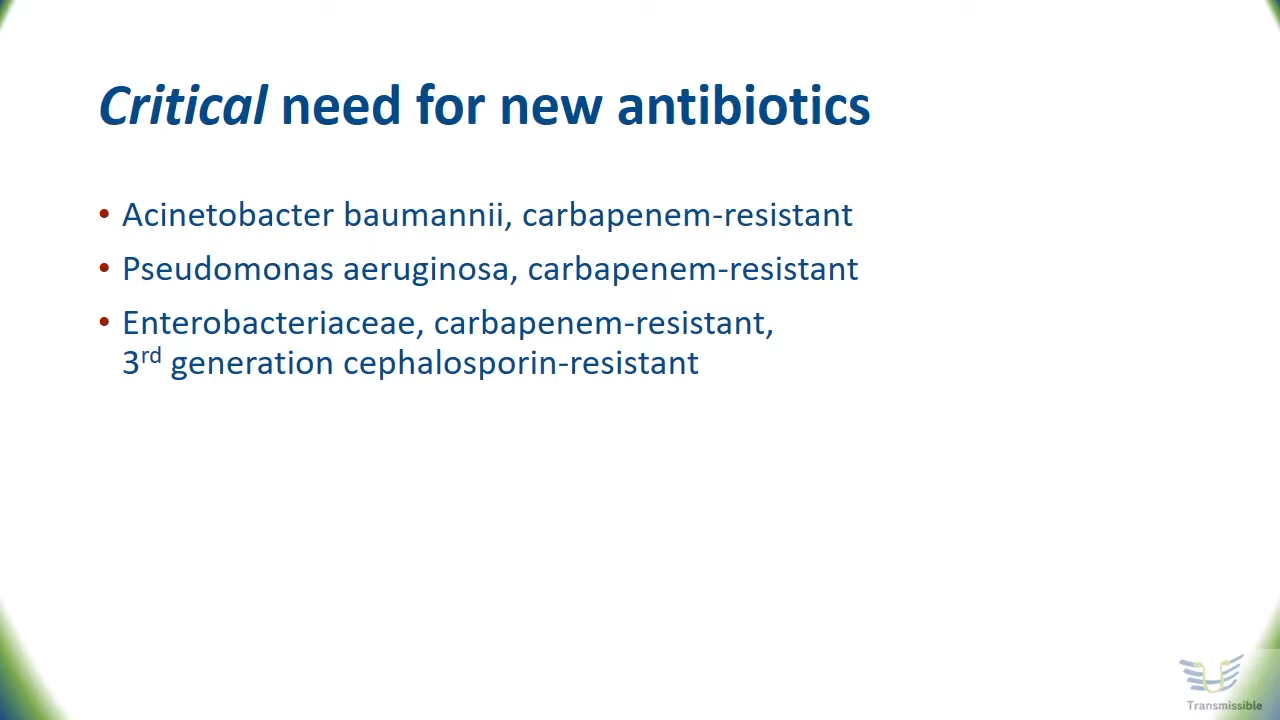 Critical need for new antibiotics
• Acinetobacter baumannii, carbapenem-resistant
• Pseudomonas aeruginosa, carbapenem-resistant
• Enterobacteriaceae, carbapenem-resistant,
3rd generation cephalosporin-resistant
Transmissible